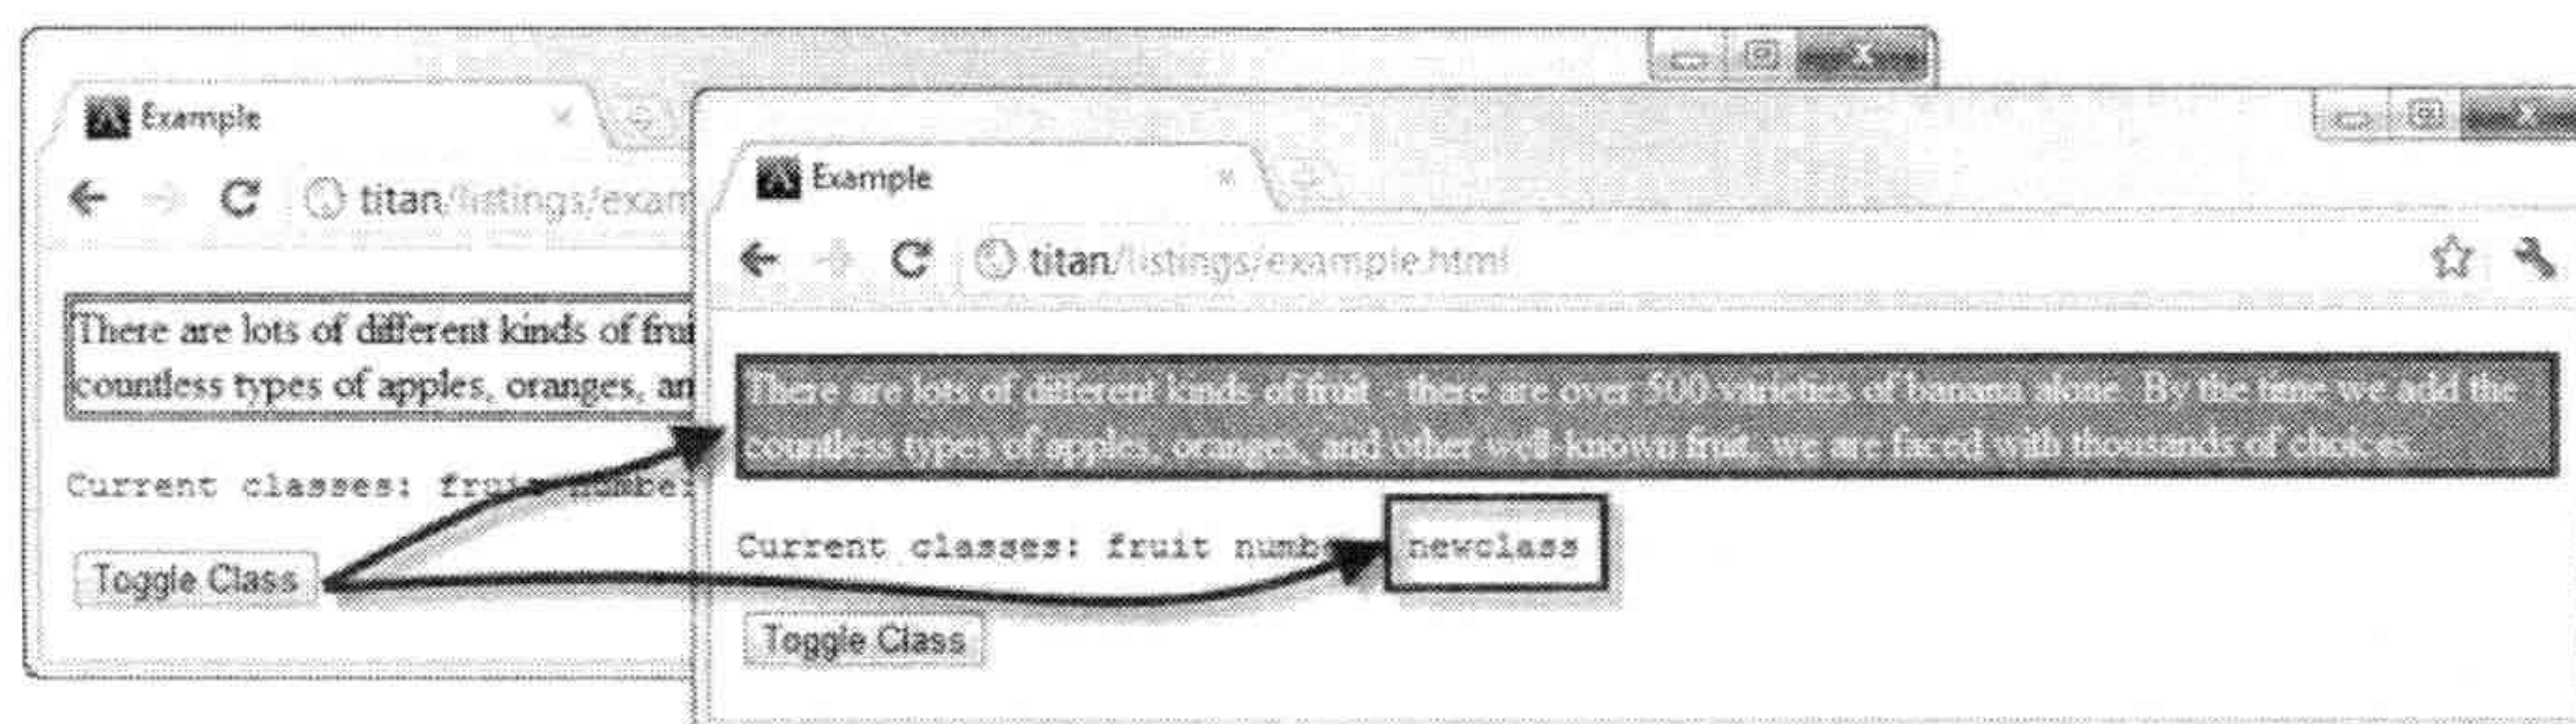 Example
titan/listings/exam
There are lots of different kinds of frui
countless types of apples, oranges, an
Current classes: fruit number
Toggle Class
Example
titan/listings/example.html
There are lots of different kinds of fruit - there are over 500 varieties of banana alone. By the time we add the
countless types of apples, oranges, and other well-known fruit, we are faced with thousands of choices.
Current classes: fruit numbe newclass
Toggle Class